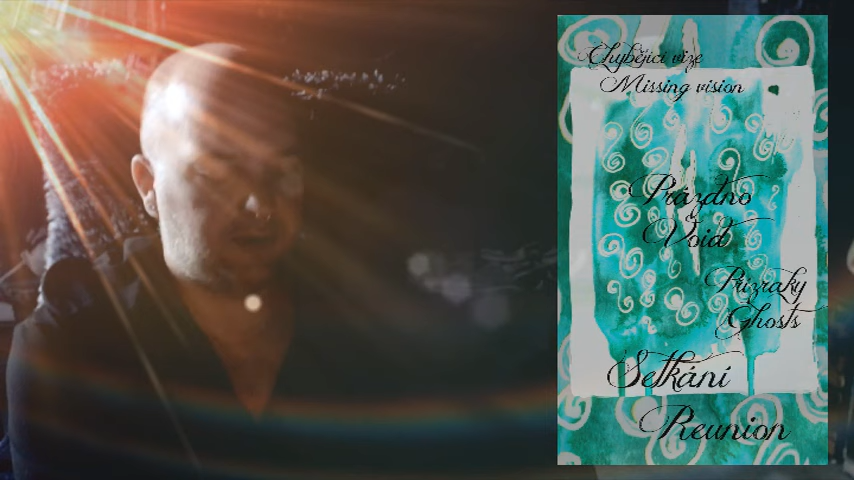 Chybějící vize
Missing vision
Prázdno
Void
Přízraky
Ghosts
Setkání
Reunion